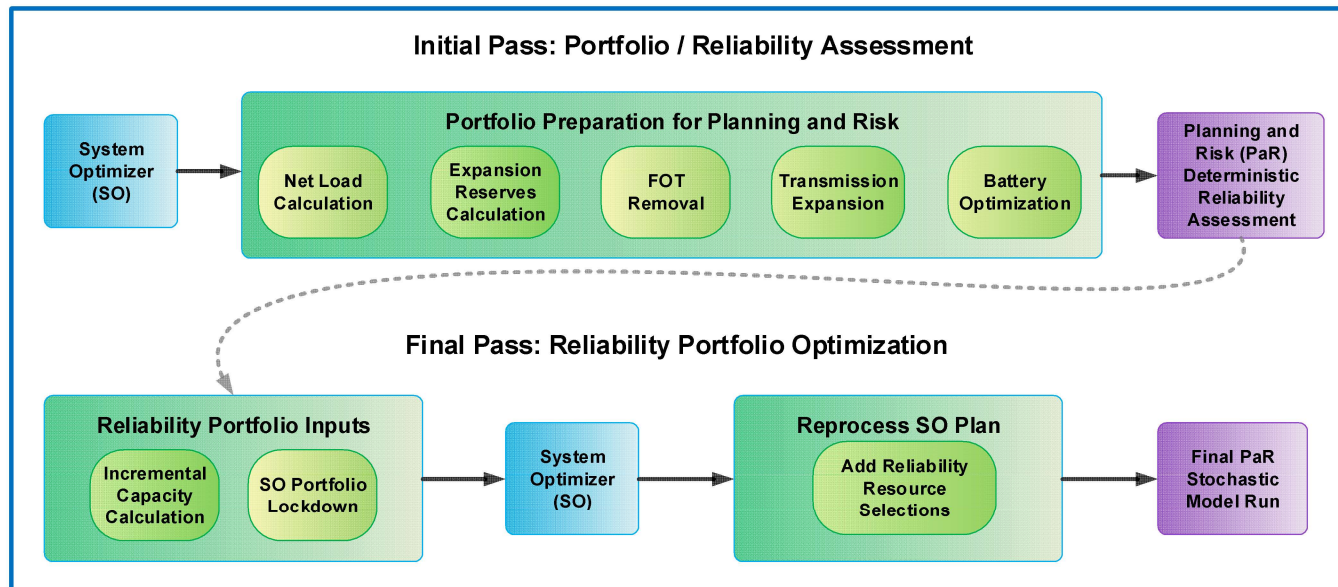 Initial Pass: Portfolio / Reliability Assessment
System
Optimizer
(SO)
Portfolio Preparation for Planning and Risk
Net Load
Calculation
Expansion
Reserves
Calculation
FOT
Removal
Transmission
Expansion
Battery
Optimization
Planning and
Risk (PaR)
Deterministic
Reliability
Assessment
Final Pass: Reliability Portfolio Optimization
Reliability Portfolio Inputs
Incremental
Capacity
Calculation
SO Portfolio
Lockdown
System
Optimizer
(SO)
Reprocess SO Plan
Add Reliability
Resource
Selections
Final PaR
Stochastic
Model Run